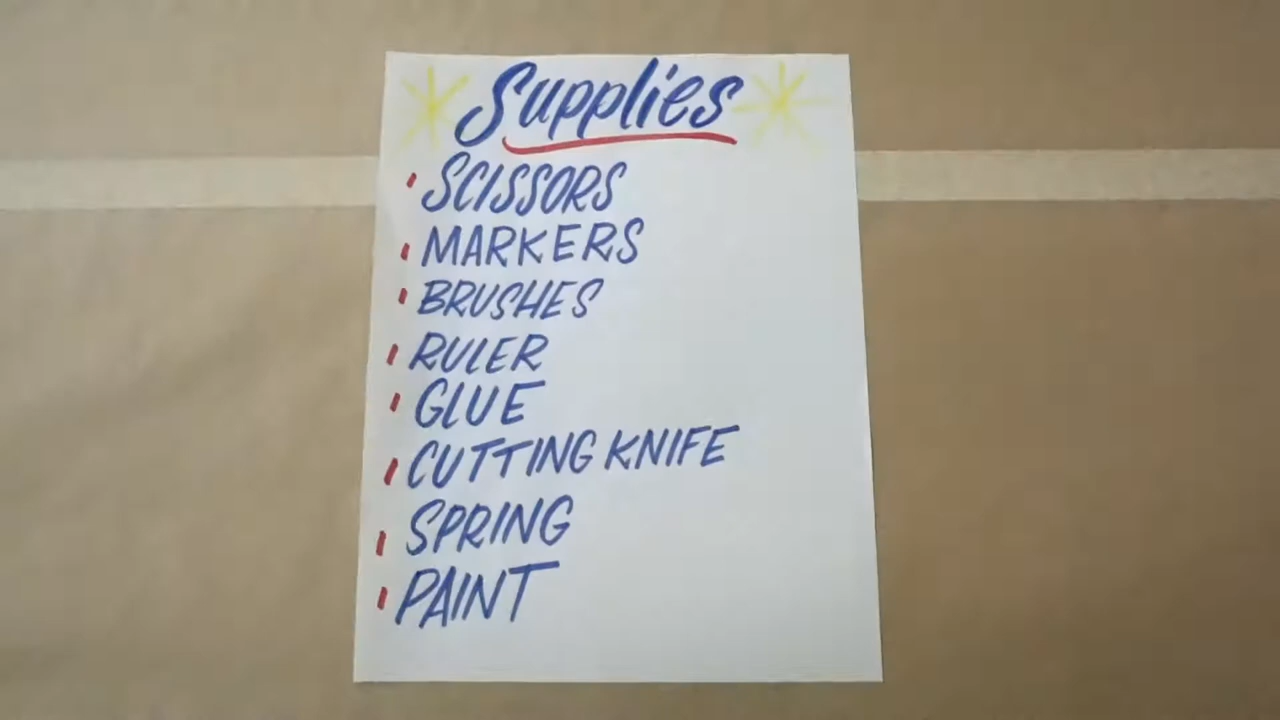 Supplies
SCISSORS
MARKERS
BRUSHES
RULER
GLUE
CUTTING KNIFE
SPRING
PAINT